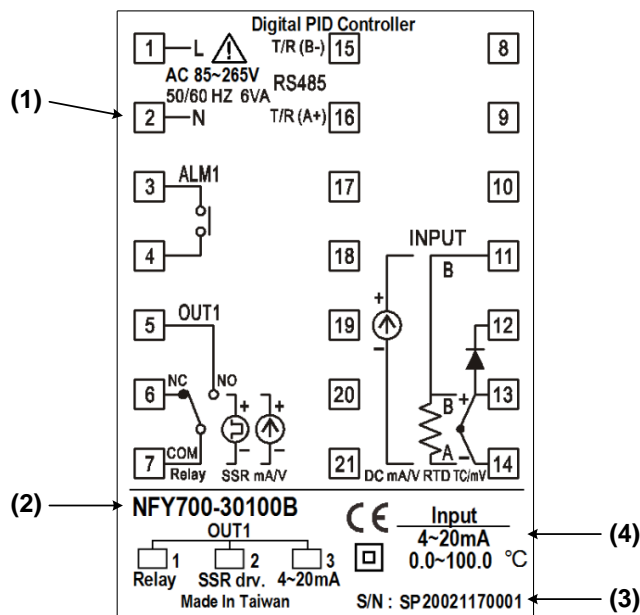 Digital PID Controller
1 L T/R (B-) 15 8
AC 85~265V
50/60 HZ 6VA RS485
(1)
2 N T/R (A+) 16 9
3 ALM1 17 10
4 18 INPUT 11
B
+
5 OUT1 19 12
-
6 NC NO 20 13
+ + B +
- - A -
7 COM 21 14
Relay SSR mA/V DC mA/V RTD TC/mV
(2) NFY700-30100B CE Input
OUT1 4~20mA (4)
1 2 3 0.0~100.0 °C
Relay SSR drv. 4~20mA
Made In Taiwan S/N : SP20021170001 (3)